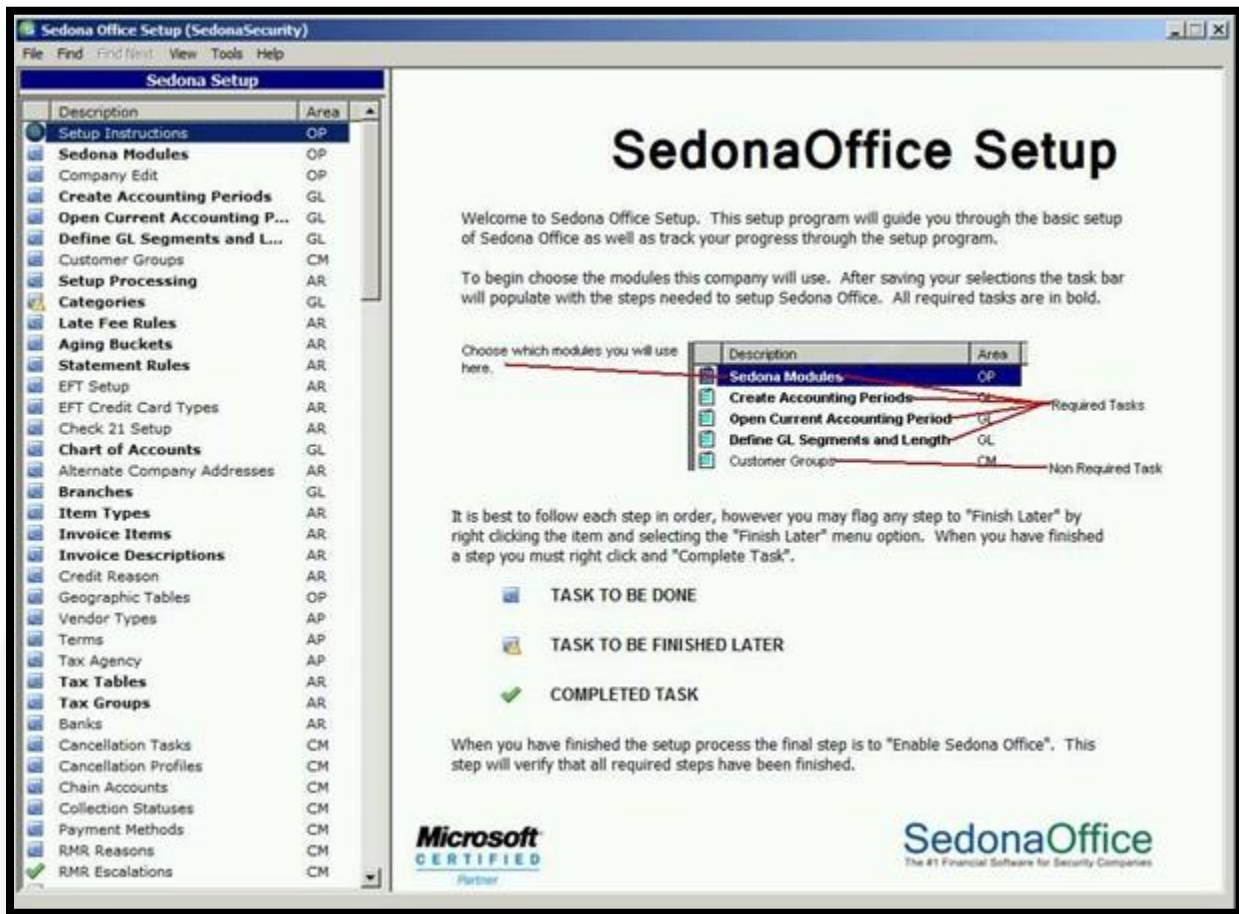 Sedona Office Setup (SedonaSecurity)
File Find Find Next View Tools Help
Sedona Setup
Description Area
Setup Instructions OP
Sedona Modules OP
Company Edit OP
Create Accounting Periods GL
Open Current Accounting P... GL
Define GL Segments and L... GL
Customer Groups CM
Setup Processing AR
Categories GL
Late Fee Rules AR
Aging Buckets AR
Statement Rules AR
EFT Setup AR
EFT Credit Card Types AR
Check 21 Setup AR
Chart of Accounts GL
Alternate Company Addresses AR
Branches GL
Item Types AR
Invoice Items AR
Invoice Descriptions AR
Credit Reason AR
Geographic Tables OP
Vendor Types AP
Terms AP
Tax Agency AP
Tax Tables AR
Tax Groups AR
Banks AR
Cancellation Tasks CM
Cancellation Profiles CM
Chain Accounts CM
Collection Statuses CM
Payment Methods CM
RMR Reasons CM
RMR Escalations CM
SedonaOffice Setup
Welcome to Sedona Office Setup. This setup program will guide you through the basic setup
of Sedona Office as well as track your progress through the setup program.
To begin choose the modules this company will use. After saving your selections the task bar
will populate with the steps needed to setup Sedona Office. All required tasks are in bold.
Choose which modules you will use
here.
Description Area
Sedona Modules OP
Create Accounting Periods GL
Open Current Accounting Period GL
Define GL Segments and Length GL
Customer Groups CM
Required Tasks
Non Required Task
It is best to follow each step in order, however you may flag any step to "Finish Later" by
right clicking the item and selecting the "Finish Later" menu option. When you have finished
a step you must right click and "Complete Task".
TASK TO BE DONE
TASK TO BE FINISHED LATER
COMPLETED TASK
When you have finished the setup process the final step is to "Enable Sedona Office". This
step will verify that all required steps have been finished.
Microsoft
CERTIFIED
Partner
SedonaOffice
The #1 Financial Software for Security Companies